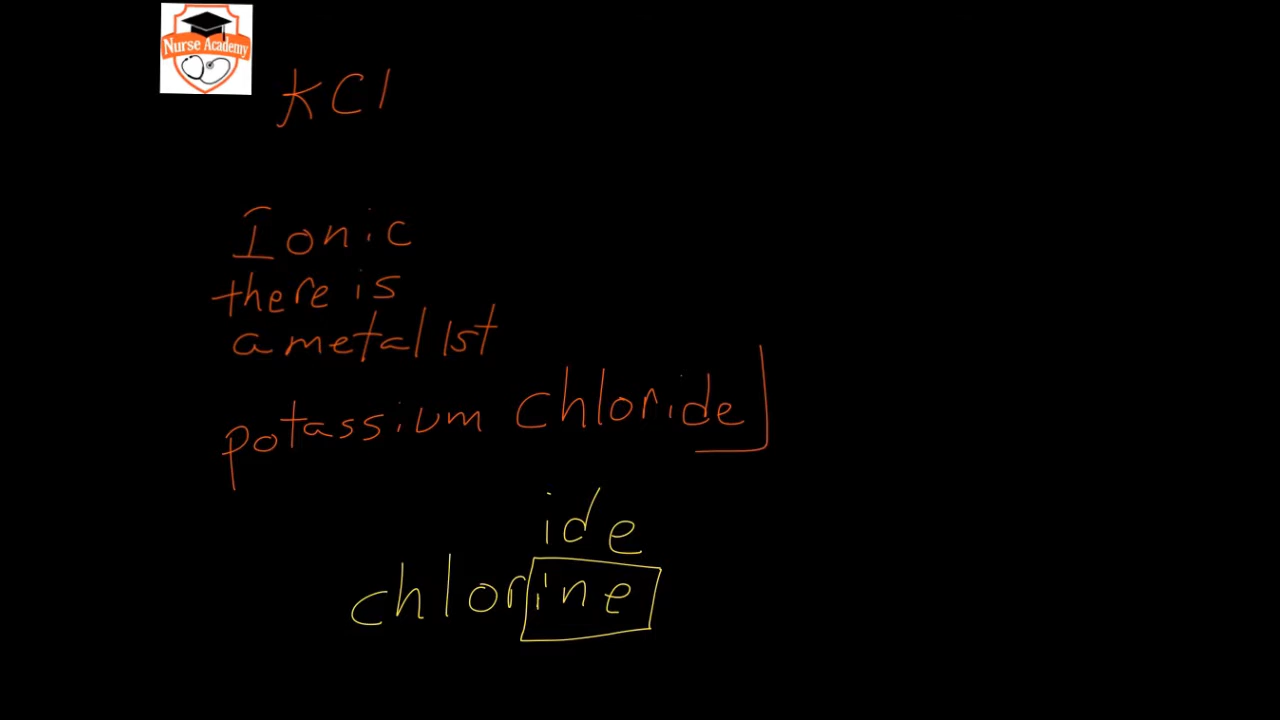 Nurse Academy
KCl
Ionic
there is
a metal 1st
potassium chloride
ide
chlorine